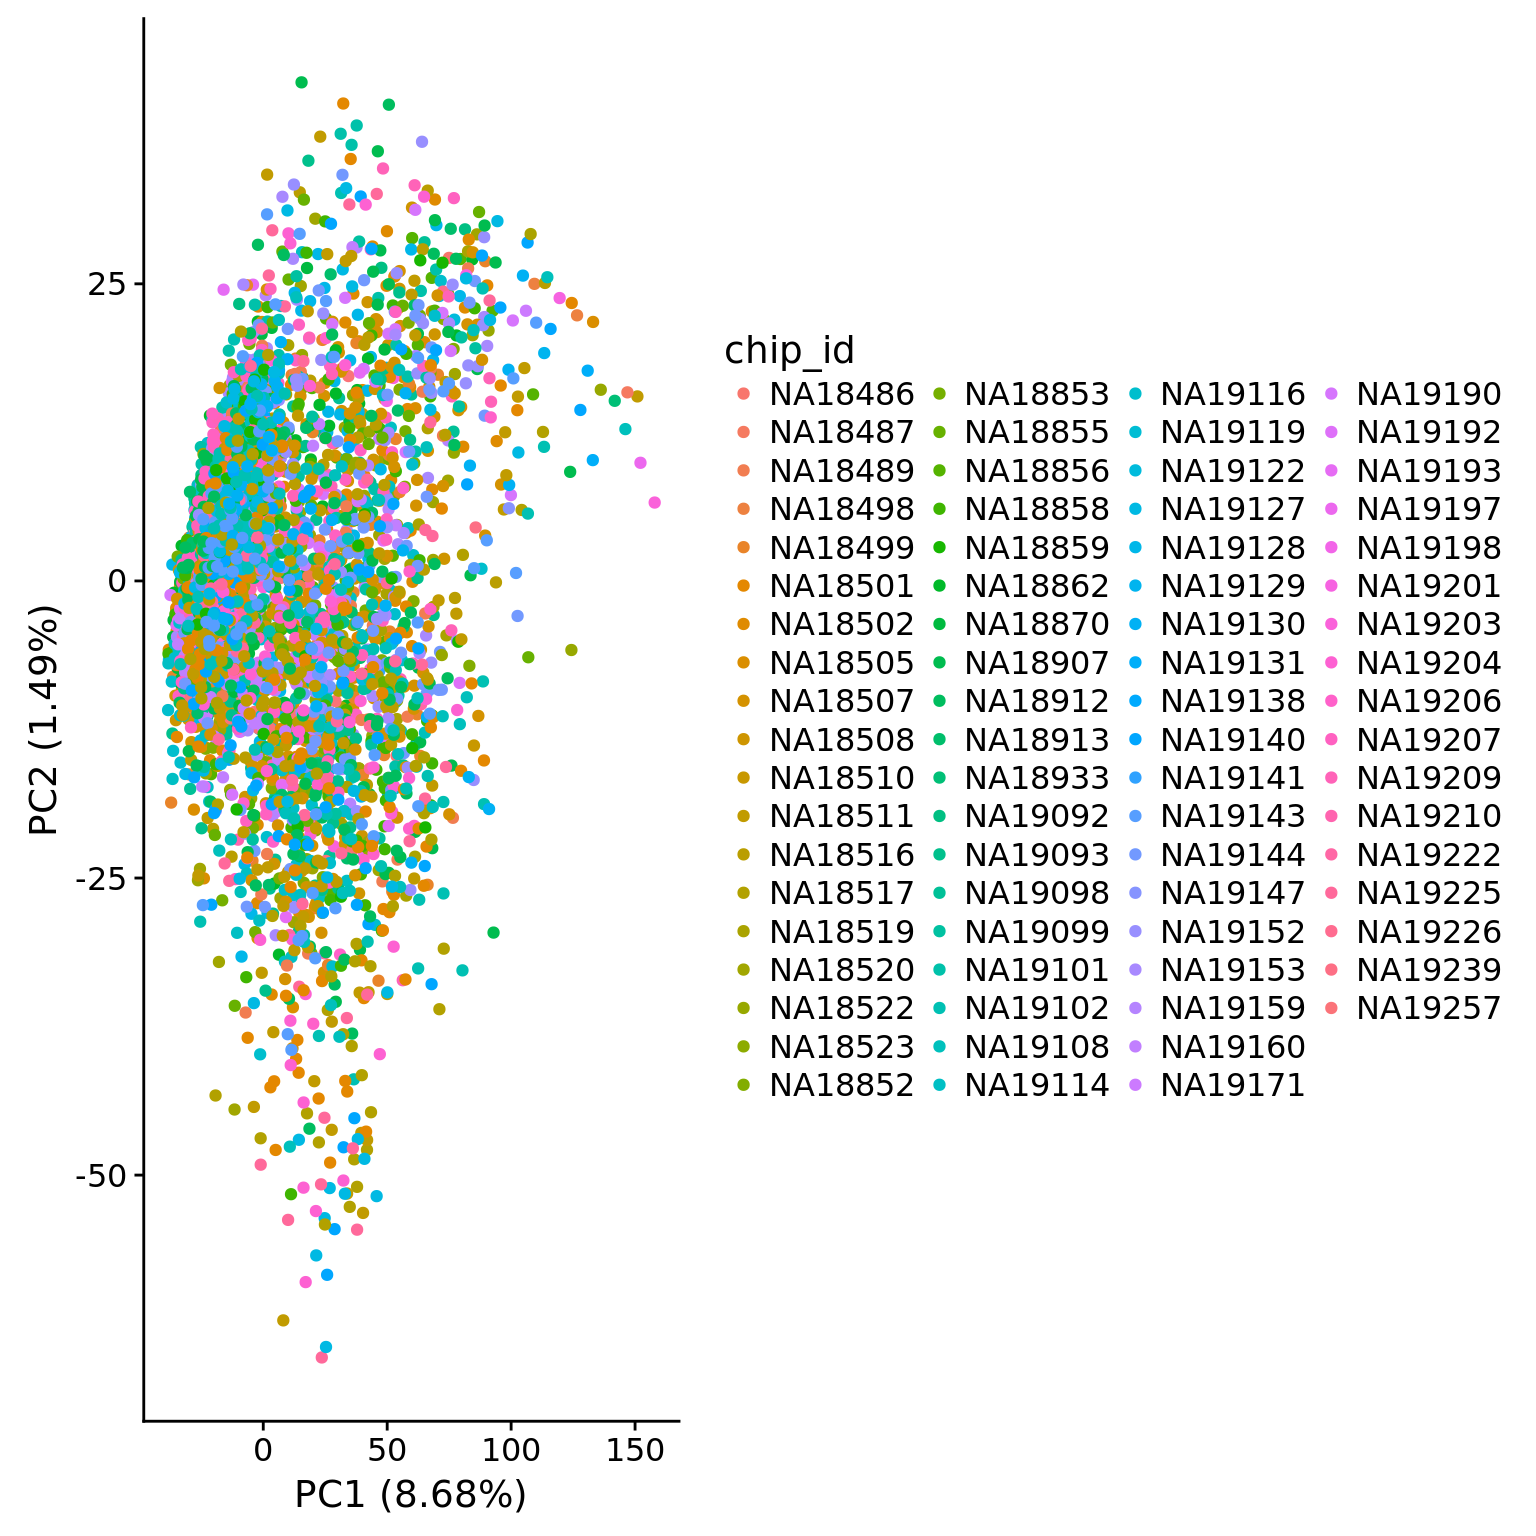 25
0
-25
-50
PC2 (1.49%)
0 50 100 150
PC1 (8.68%)
chip_id
NA18486 NA18853 NA19116 NA19190
NA18487 NA18855 NA19119 NA19192
NA18489 NA18856 NA19122 NA19193
NA18498 NA18858 NA19127 NA19197
NA18499 NA18859 NA19128 NA19198
NA18501 NA18862 NA19129 NA19201
NA18502 NA18870 NA19130 NA19203
NA18505 NA18907 NA19131 NA19204
NA18507 NA18912 NA19138 NA19206
NA18508 NA18913 NA19140 NA19207
NA18510 NA18933 NA19141 NA19209
NA18511 NA19092 NA19143 NA19210
NA18516 NA19093 NA19144 NA19222
NA18517 NA19098 NA19147 NA19225
NA18519 NA19099 NA19152 NA19226
NA18520 NA19101 NA19153 NA19239
NA18522 NA19102 NA19159 NA19257
NA18523 NA19108 NA19160
NA18852 NA19114 NA19171